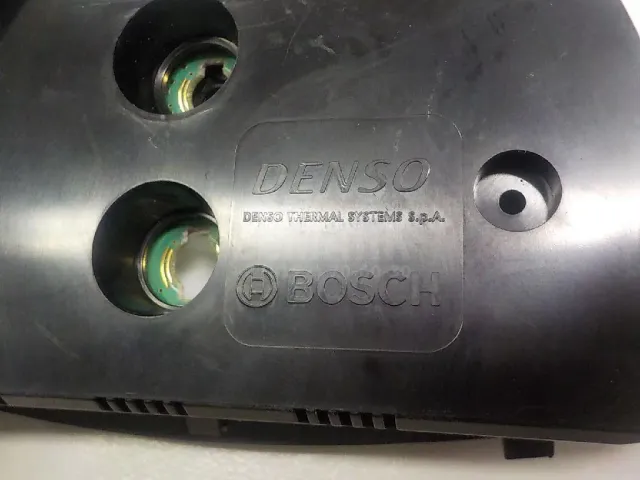 DENSO
DENSO THERMAL SYSTEMS S.p.A.
BOSCH